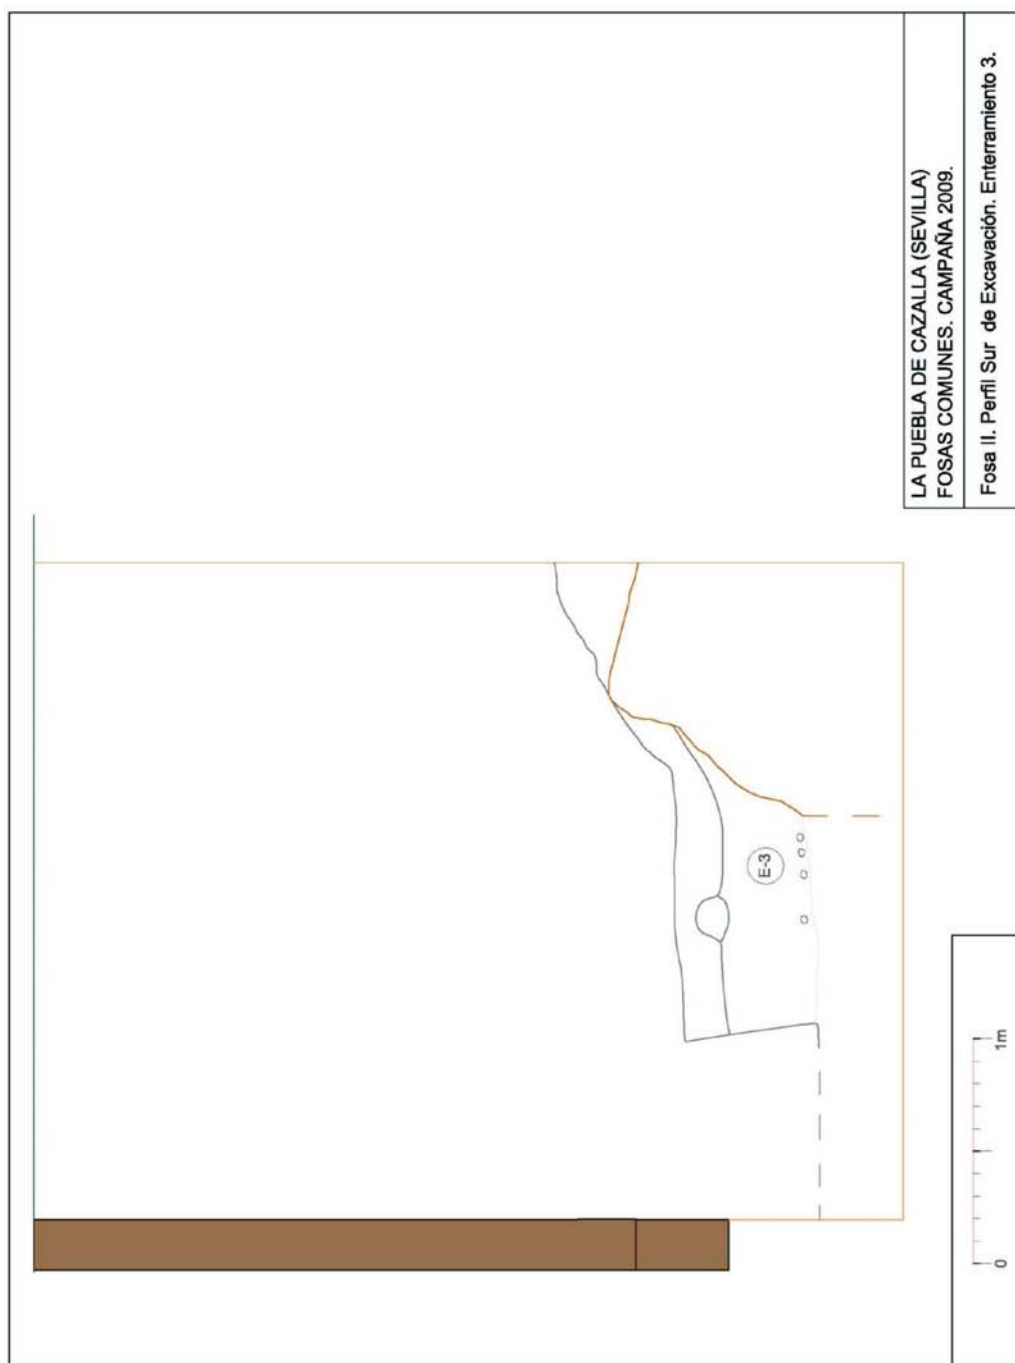 LA PUEBLA DE CAZALLA (SEVILLA)
FOSAS COMUNES. CAMPAÑA 2009.
Fosa II. Perfil Sur de Excavación. Enterramiento 3.
E-3
0
1m